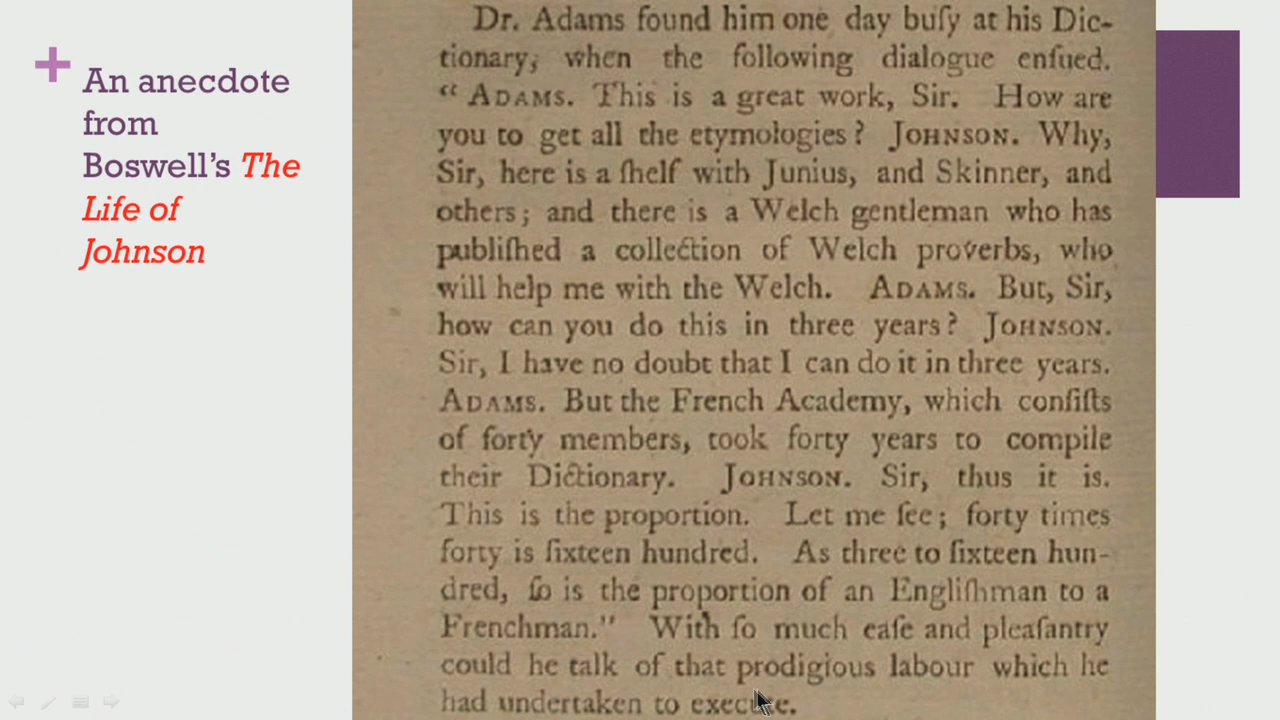 + An anecdote
from
Boswell's The
Life of
Johnson
Dr. Adams found him one day buſy at his Dic-
tionary, when the following dialogue enſued.
“ ADAMS. This is a great work, Sir. How are
you to get all the etymologies? JOHNSON. Why,
Sir, here is a ſhelf with Junius, and Skinner, and
others; and there is a Welch gentleman who has
publiſhed a collection of Welch proverbs, who
will help me with the Welch. ADAMS. But, Sir,
how can you do this in three years? JOHNSON.
Sir, I have no doubt that I can do it in three years.
ADAMS. But the French Academy, which conſiſts
of forty members, took forty years to compile
their Dictionary. JOHNSON. Sir, thus it is.
This is the proportion. Let me ſee; forty times
forty is ſixteen hundred. As three to ſixteen hun-
dred, ſo is the proportion of an Engliſhman to a
Frenchman.” With ſo much eaſe and pleaſantry
could he talk of that prodigious labour which he
had undertaken to execute.